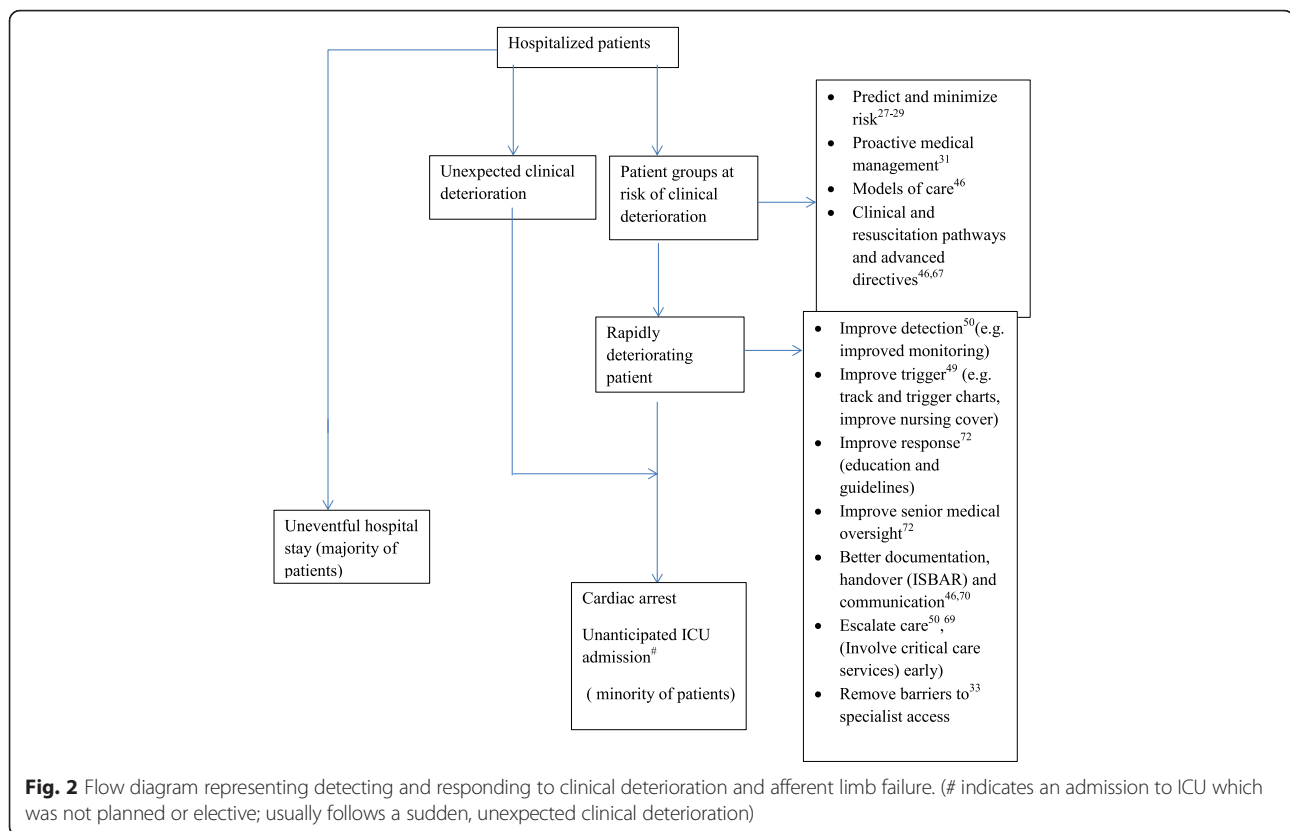 Hospitalized patients
Unexpected clinical
deterioration
Patient groups at
risk of clinical
deterioration
• Predict and minimize
risk27-29
• Proactive medical
management31
• Models of care46
• Clinical and
resuscitation pathways
and advanced
directives46,67
Rapidly
deteriorating
patient
• Improve detection50(e.g.
improved monitoring)
• Improve trigger49 (e.g.
track and trigger charts,
improve nursing cover)
• Improve response72
(education and
guidelines)
• Improve senior medical
oversight72
• Better documentation,
handover (ISBAR) and
communication46,70
• Escalate care50,69
(Involve critical care
services) early)
• Remove barriers to33
specialist access
Uneventful hospital
stay (majority of
patients)
Cardiac arrest
Unanticipated ICU
admission#
( minority of patients)
Fig. 2 Flow diagram representing detecting and responding to clinical deterioration and afferent limb failure. (# indicates an admission to ICU which
was not planned or elective; usually follows a sudden, unexpected clinical deterioration)